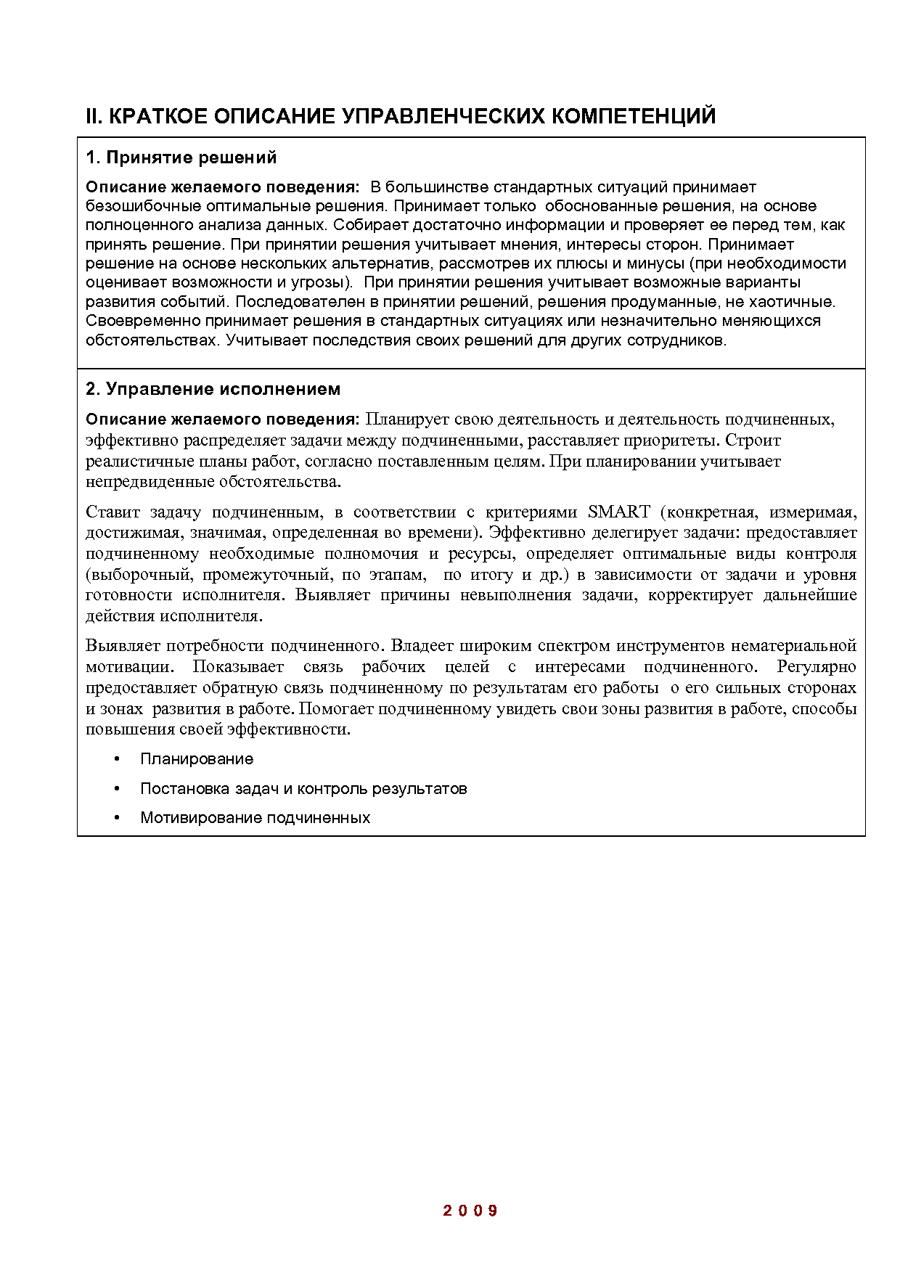 II. КРАТКОЕ ОПИСАНИЕ УПРАВЛЕНЧЕСКИХ КОМПЕТЕНЦИЙ
1. Принятие решений
Описание желаемого поведения: В большинстве стандартных ситуаций принимает
безошибочные оптимальные решения. Принимает только обоснованные решения, на основе
полноценного анализа данных. Собирает достаточно информации и проверяет ее перед тем, как
принять решение. При принятии решения учитывает мнения, интересы сторон. Принимает
решение на основе нескольких альтернатив, рассмотрев их плюсы и минусы (при необходимости
оценивает возможности и угрозы). При принятии решения учитывает возможные варианты
развития событий. Последователен в принятии решений, решения продуманные, не хаотичные.
Своевременно принимает решения в стандартных ситуациях или незначительно меняющихся
обстоятельствах. Учитывает последствия своих решений для других сотрудников.
2. Управление исполнением
Описание желаемого поведения: Планирует свою деятельность и деятельность подчиненных,
эффективно распределяет задачи между подчиненными, расставляет приоритеты. Строит
реалистичные планы работ, согласно поставленным целям. При планировании учитывает
непредвиденные обстоятельства.
Ставит задачу подчиненным, в соответствии с критериями SMART (конкретная, измеримая,
достижимая, значимая, определенная во времени). Эффективно делегирует задачи: предоставляет
подчиненному необходимые полномочия и ресурсы, определяет оптимальные виды контроля
(выборочный, промежуточный, по этапам, по итогу и др.) в зависимости от задачи и уровня
готовности исполнителя. Выявляет причины невыполнения задачи, корректирует дальнейшие
действия исполнителя.
Выявляет потребности подчиненного. Владеет широким спектром инструментов нематериальной
мотивации. Показывает связь рабочих целей с интересами подчиненного. Регулярно
предоставляет обратную связь подчиненному по результатам его работы о его сильных сторонах
и зонах развития в работе. Помогает подчиненному увидеть свои зоны развития в работе, способы
повышения своей эффективности.
• Планирование
• Постановка задач и контроль результатов
• Мотивирование подчиненных
2009